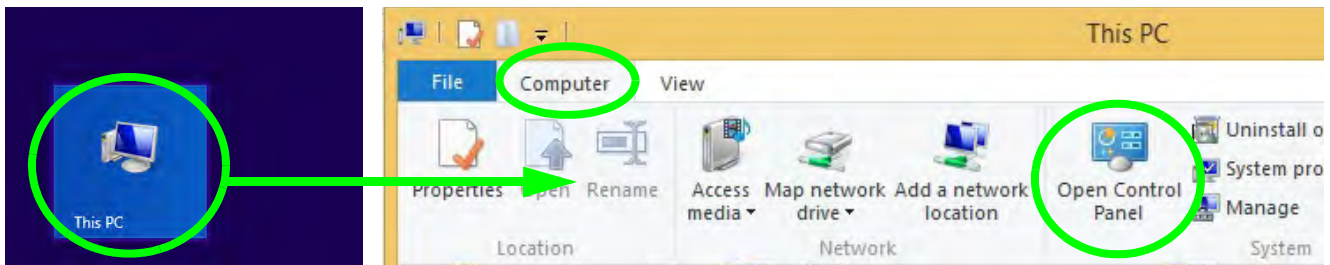 This PC
This PC
File Computer View
Properties Open Rename
Access media
Map network drive
Add a network location
Open Control Panel
Uninstall o
System pro
Manage
Location
Network
System